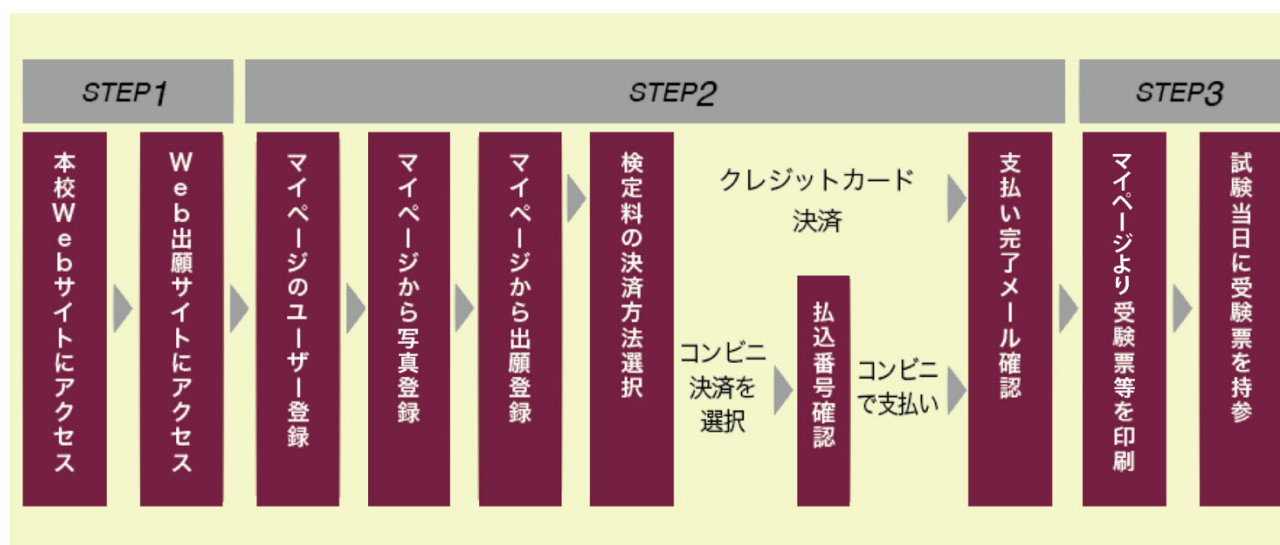 STEP1
本校Webサイトにアクセス
Web出願サイトにアクセス
STEP2
マイページのユーザー登録
マイページから写真登録
マイページから出願登録
検定料の決済方法選択
クレジットカード
決済
コンビニ
決済を
選択
払込番号確認
コンビニ
で支払い
支払い完了メール確認
STEP3
マイページより受験票等を印刷
試験当日に受験票を持参